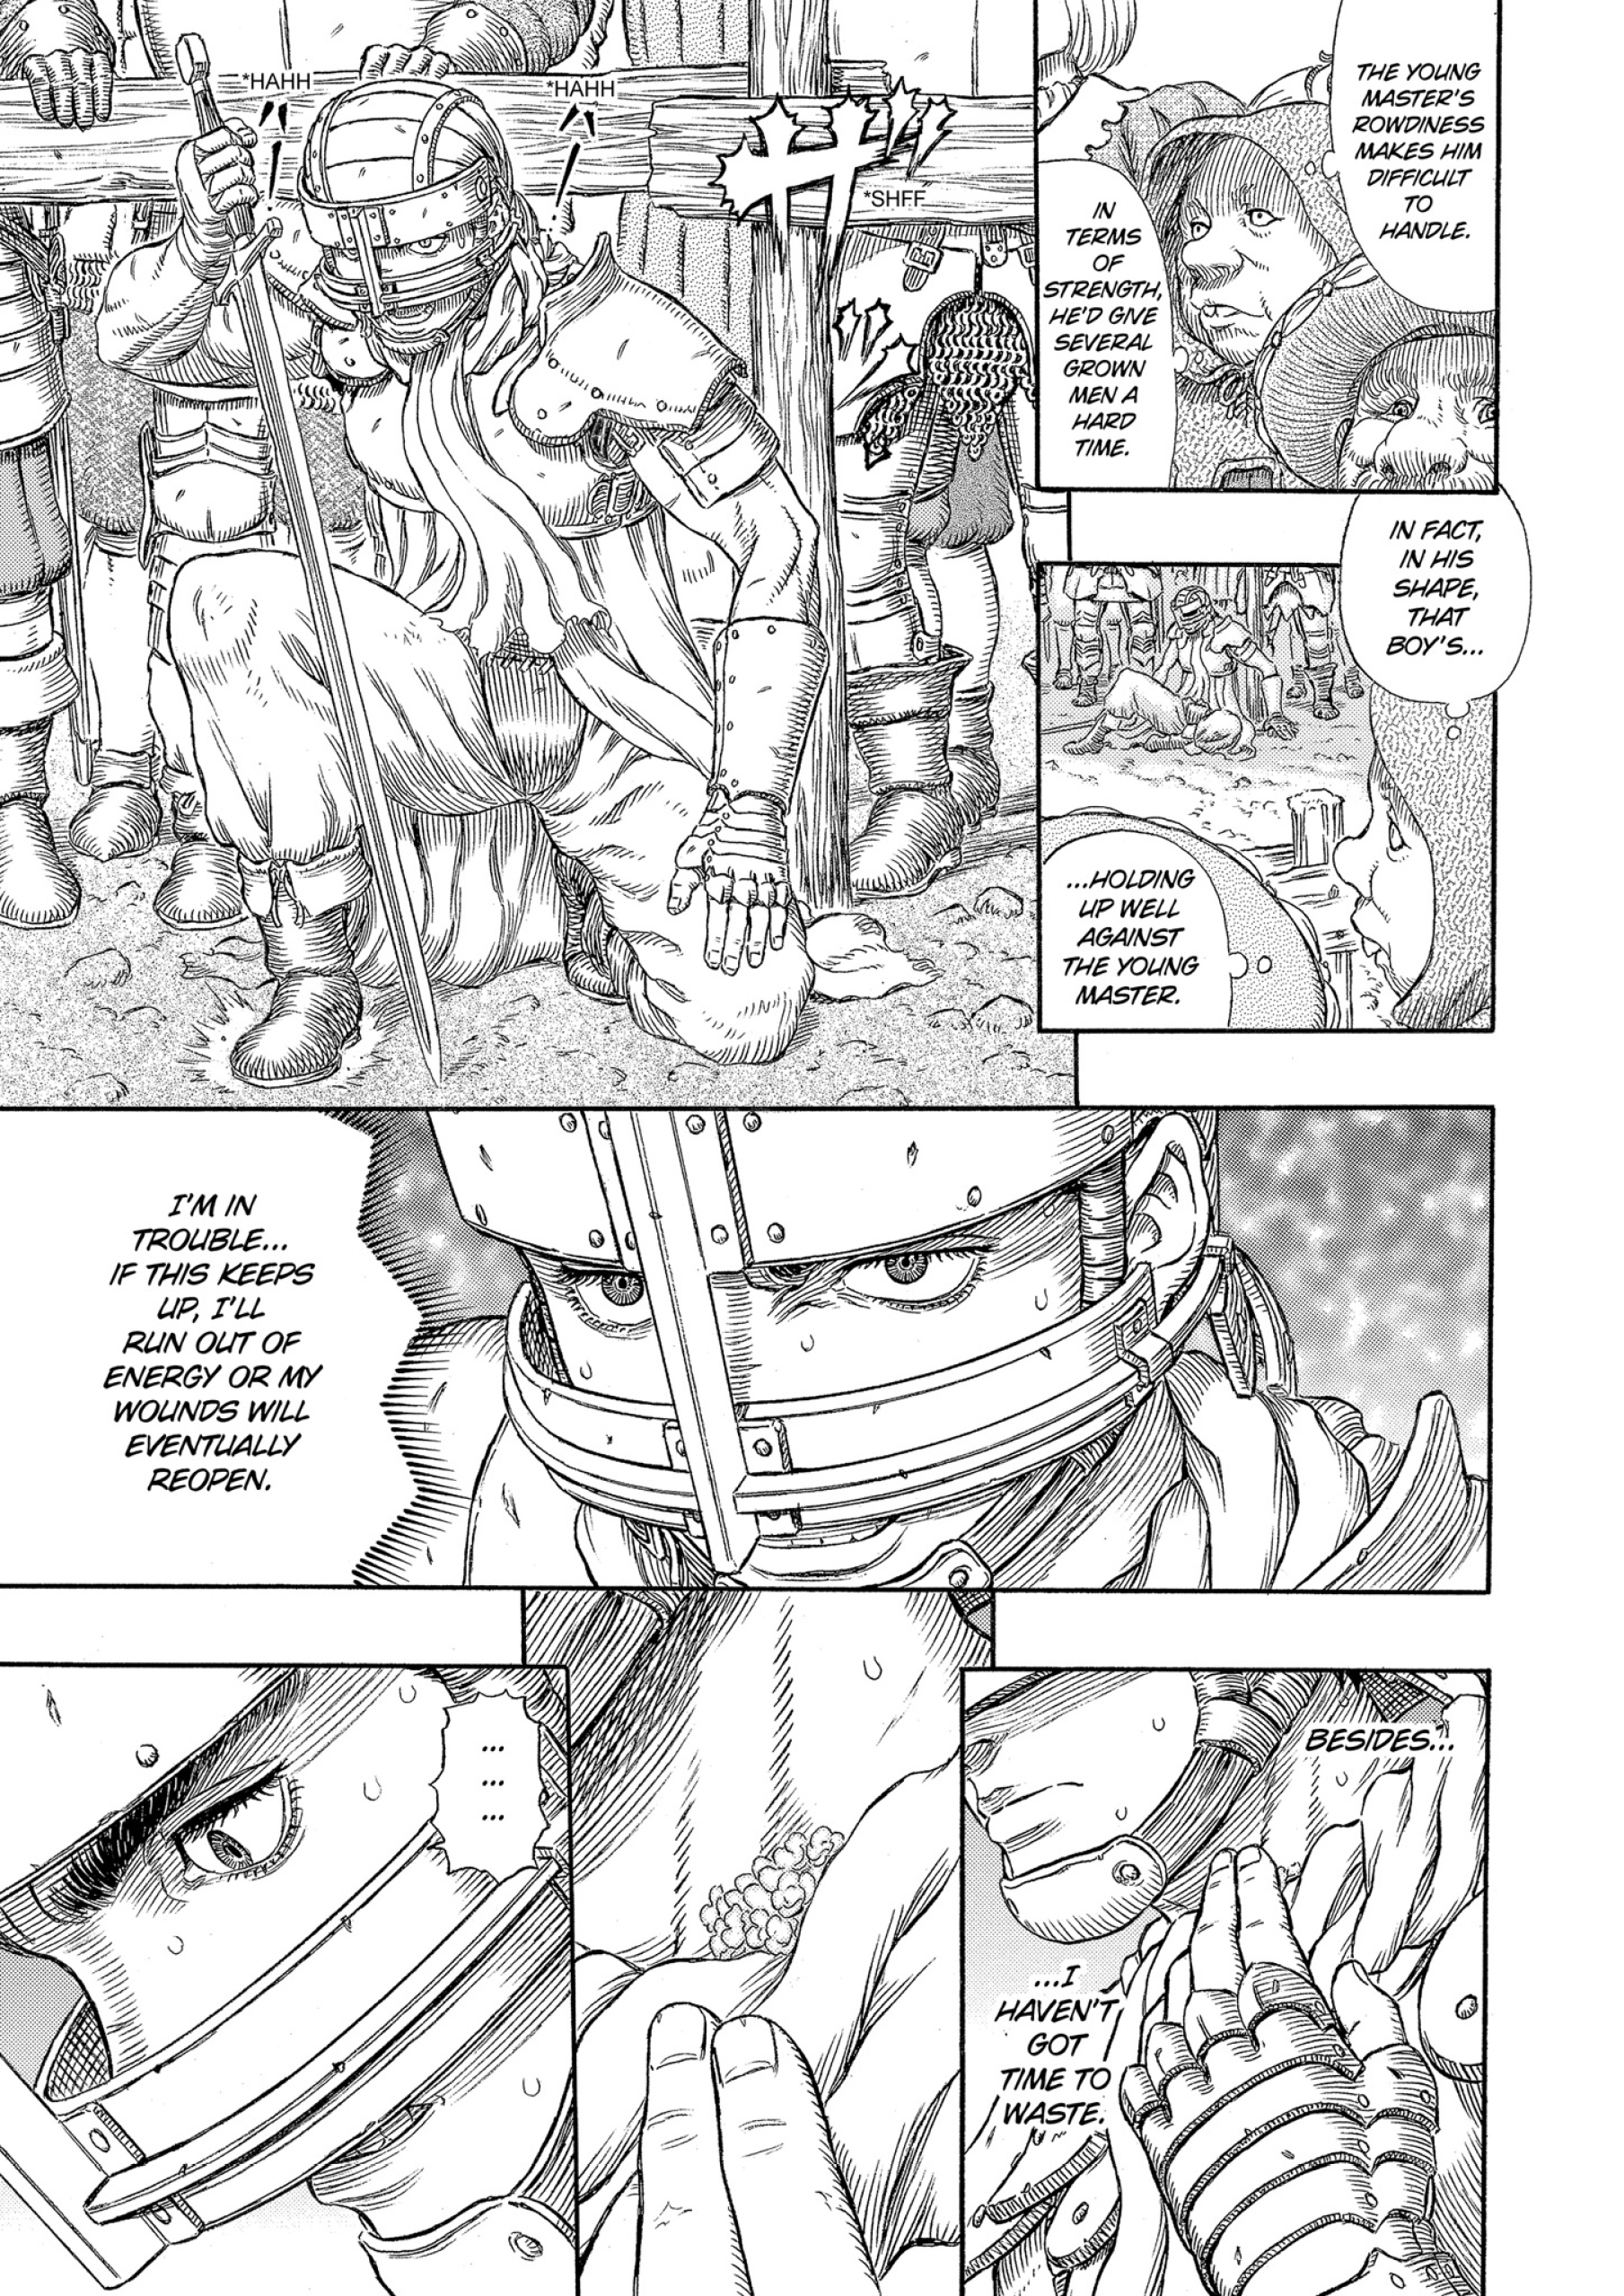 THE YOUNG
MASTER'S
ROWDINESS
MAKES HIM
DIFFICULT
TO
HANDLE.
IN
TERMS
OF
STRENGTH,
HE'D GIVE
SEVERAL
GROWN
MEN A
HARD
TIME.
IN FACT,
IN HIS
SHAPE,
THAT
BOY'S...
...HOLDING
UP WELL
AGAINST
THE YOUNG
MASTER.
ザッ
*SHFF
*HAHH
*HAHH
I'M IN
TROUBLE...
IF THIS KEEPS
UP, I'LL
RUN OUT OF
ENERGY OR MY
WOUNDS WILL
EVENTUALLY
REOPEN.
BESIDES...
...I
HAVEN'T
GOT
TIME TO
WASTE.
...
...
...